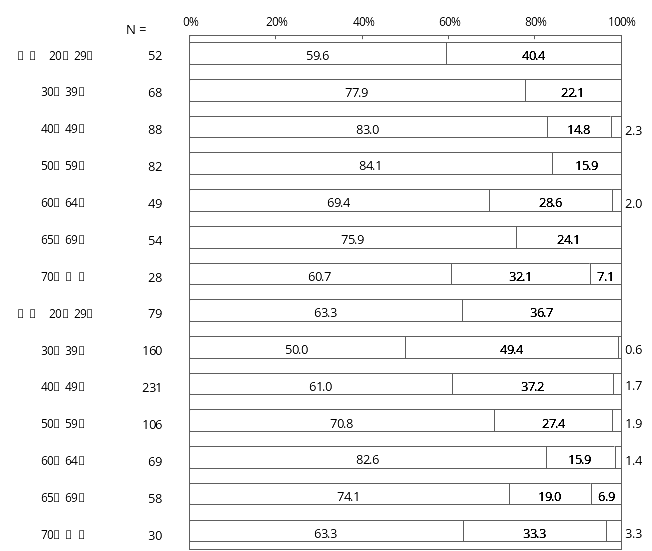 0% 20% 40% 60% 80% 100%
N =
20 29 52 59.6 40.4
30 39 68 77.9 22.1
40 49 88 83.0 14.8 2.3
50 59 82 84.1 15.9
60 64 49 69.4 28.6 2.0
65 69 54 75.9 24.1
70 28 60.7 32.1 7.1
20 29 79 63.3 36.7
30 39 160 50.0 49.4 0.6
40 49 231 61.0 37.2 1.7
50 59 106 70.8 27.4 1.9
60 64 69 82.6 15.9 1.4
65 69 58 74.1 19.0 6.9
70 30 63.3 33.3 3.3